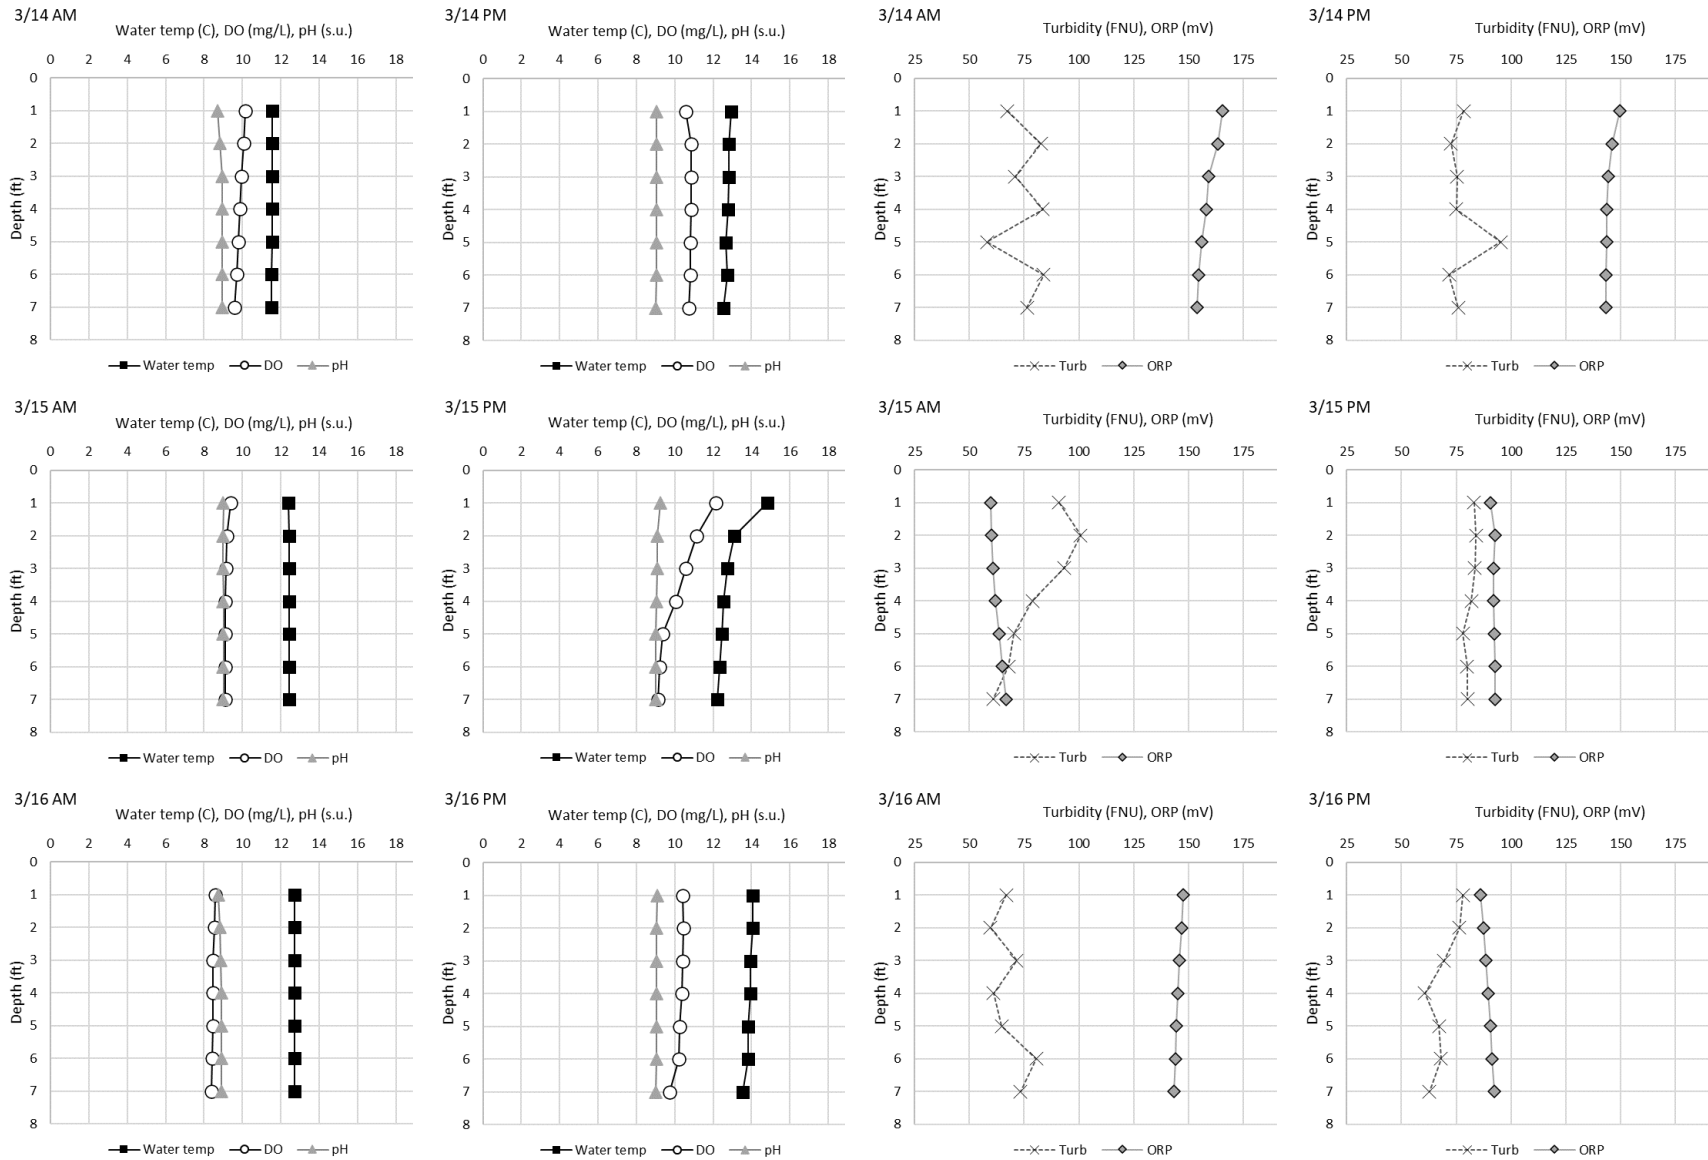 3/14 AM
Water temp (C), DO (mg/L), pH (s.u.)
0 2 4 6 8 10 12 14 16 18
0
1
2
3
4
5
6
7
8
Depth (ft)
Water temp DO pH
3/14 PM
Water temp (C), DO (mg/L), pH (s.u.)
0 2 4 6 8 10 12 14 16 18
0
1
2
3
4
5
6
7
8
Depth (ft)
Water temp DO pH
3/14 AM
Turbidity (FNU), ORP (mV)
25 50 75 100 125 150 175
0
1
2
3
4
5
6
7
8
Depth (ft)
Turb ORP
3/14 PM
Turbidity (FNU), ORP (mV)
25 50 75 100 125 150 175
0
1
2
3
4
5
6
7
8
Depth (ft)
Turb ORP
3/15 AM
Water temp (C), DO (mg/L), pH (s.u.)
0 2 4 6 8 10 12 14 16 18
0
1
2
3
4
5
6
7
8
Depth (ft)
Water temp DO pH
3/15 PM
Water temp (C), DO (mg/L), pH (s.u.)
0 2 4 6 8 10 12 14 16 18
0
1
2
3
4
5
6
7
8
Depth (ft)
Water temp DO pH
3/15 AM
Turbidity (FNU), ORP (mV)
25 50 75 100 125 150 175
0
1
2
3
4
5
6
7
8
Depth (ft)
Turb ORP
3/15 PM
Turbidity (FNU), ORP (mV)
25 50 75 100 125 150 175
0
1
2
3
4
5
6
7
8
Depth (ft)
Turb ORP
3/16 AM
Water temp (C), DO (mg/L), pH (s.u.)
0 2 4 6 8 10 12 14 16 18
0
1
2
3
4
5
6
7
8
Depth (ft)
Water temp DO pH
3/16 PM
Water temp (C), DO (mg/L), pH (s.u.)
0 2 4 6 8 10 12 14 16 18
0
1
2
3
4
5
6
7
8
Depth (ft)
Water temp DO pH
3/16 AM
Turbidity (FNU), ORP (mV)
25 50 75 100 125 150 175
0
1
2
3
4
5
6
7
8
Depth (ft)
Turb ORP
3/16 PM
Turbidity (FNU), ORP (mV)
25 50 75 100 125 150 175
0
1
2
3
4
5
6
7
8
Depth (ft)
Turb ORP